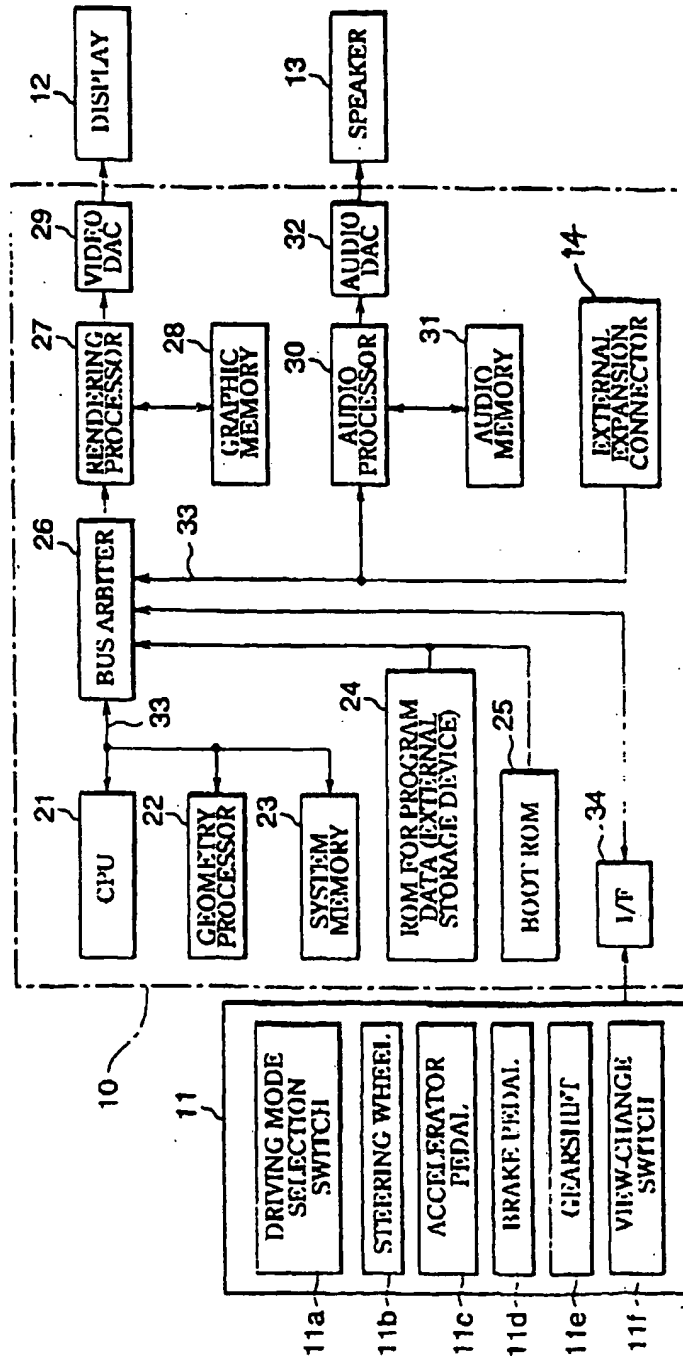 10
11
11a
DRIVING MODE
SELECTION
SWITCH
11b
STEERING WHEEL
11c
ACCELERATOR
PEDAL
11d
BRAKE PEDAL
11e
GEARSHIFT
11f
VIEW-CHANGE
SWITCH
21
CPU
22
GEOMETRY
PROCESSOR
23
SYSTEM
MEMORY
24
ROM FOR PROGRAM
DATA (EXTERNAL
STORAGE DEVICE)
25
BOOT ROM
34
I/F
33
26
BUS ARBITER
33
27
RENDERING
PROCESSOR
28
GRAPHIC
MEMORY
29
VIDEO
DAC
12
DISPLAY
30
AUDIO
PROCESSOR
31
AUDIO
MEMORY
32
AUDIO
DAC
13
SPEAKER
14
EXTERNAL
EXPANSION
CONNECTOR